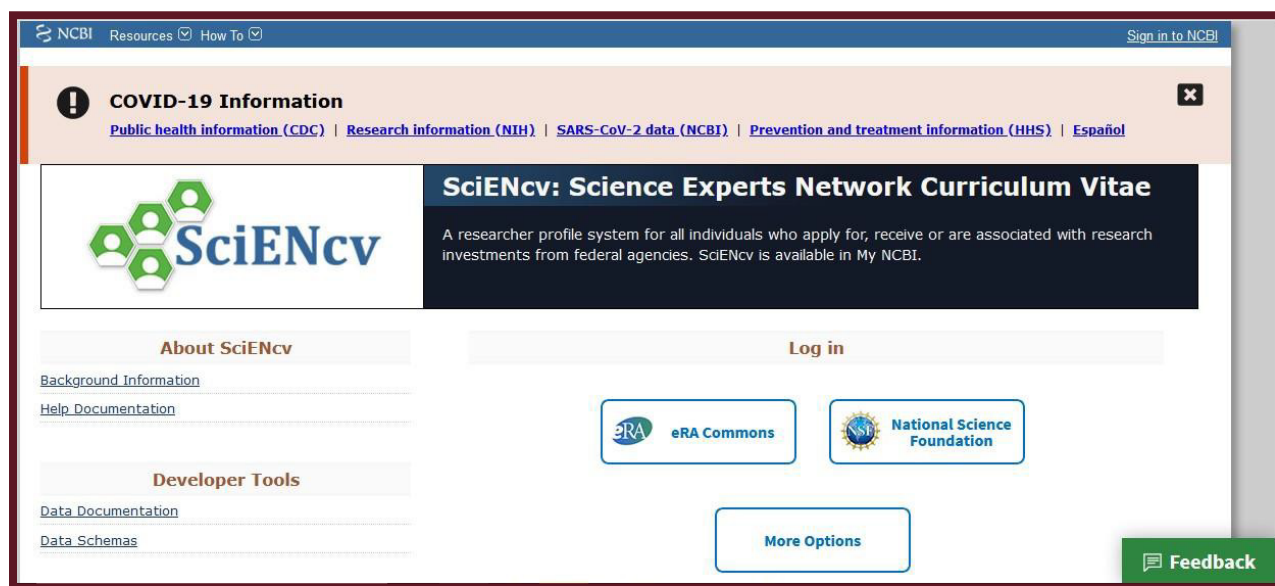 NCBI Resources How To Sign in to NCBI
COVID-19 Information
Public health information (CDC) | Research information (NIH) | SARS-CoV-2 data (NCBI) | Prevention and treatment information (HHS) | Español
SciENcv
SciENcv: Science Experts Network Curriculum Vitae
A researcher profile system for all individuals who apply for, receive or are associated with research
investments from federal agencies. SciENcv is available in My NCBI.
About SciENcv
Background Information
Help Documentation
Developer Tools
Data Documentation
Data Schemas
Log in
eRA eRA Commons
NSF National Science
Foundation
More Options
Feedback